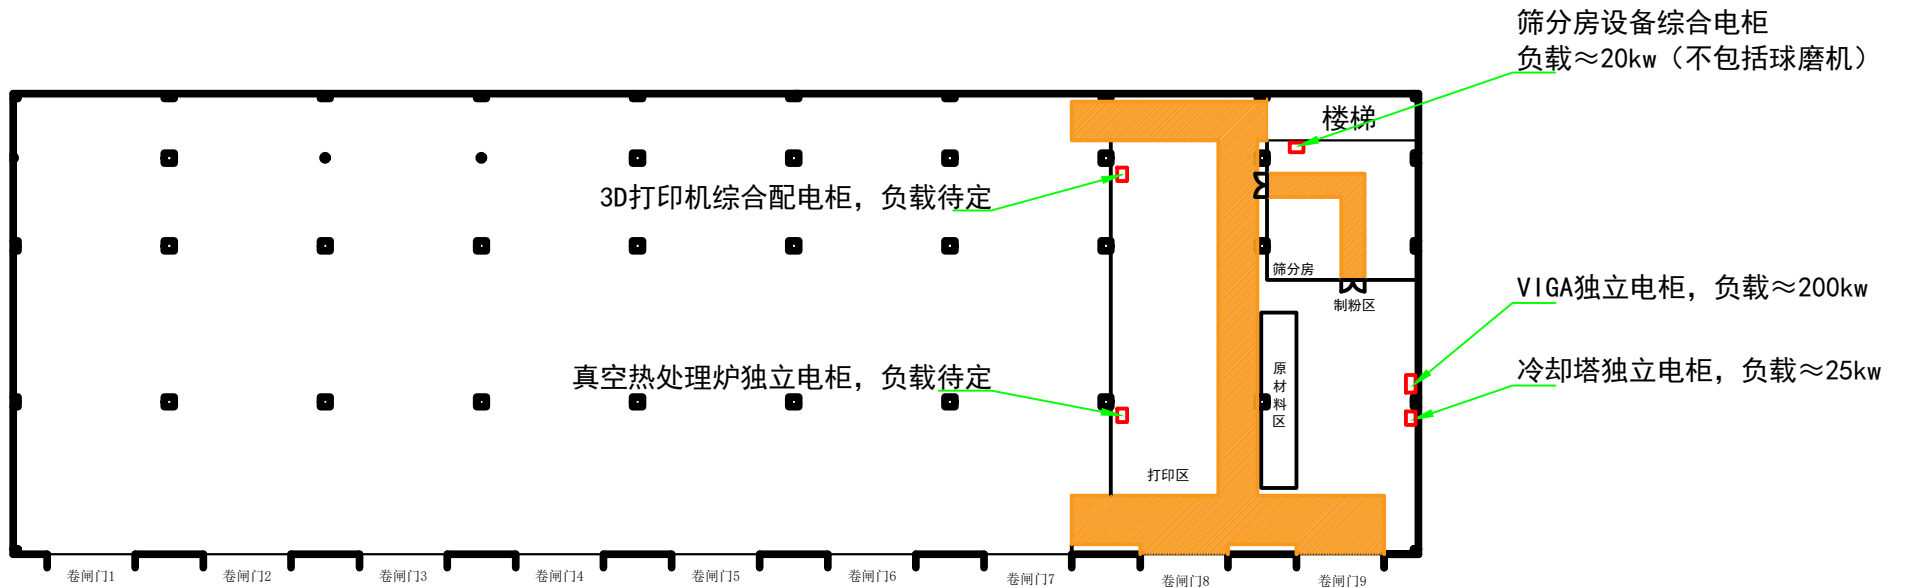 筛分房设备综合电柜
负载≈20kw（不包括球磨机）
楼梯
3D打印机综合配电柜，负载待定
筛分房
制粉区
VIGA独立电柜，负载≈200kw
真空热处理炉独立电柜，负载待定
原材料区
冷却塔独立电柜，负载≈25kw
打印区
卷闸门1
卷闸门2
卷闸门3
卷闸门4
卷闸门5
卷闸门6
卷闸门7
卷闸门8
卷闸门9